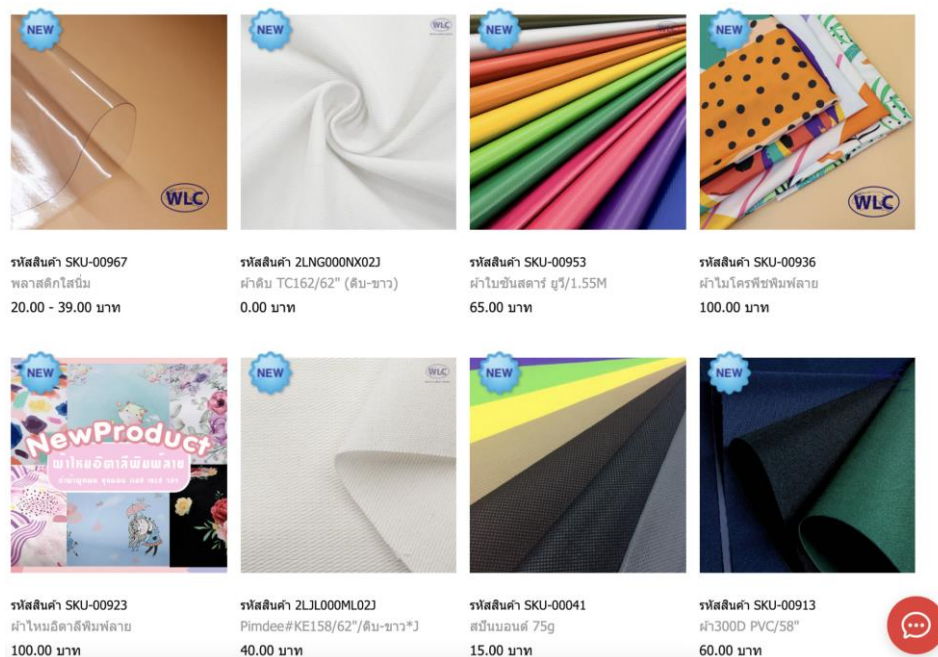 NEW
NEW
WLC
NEW
NEW
WLC
WLC
รหัสสินค้า SKU-00967
รหัสสินค้า 2LNG000NX02J
รหัสสินค้า SKU-00953
รหัสสินค้า SKU-00936
พลาสติกใสนิ่ม
ผ้าดิบ TC162/62" (ดิบ-ขาว)
ผ้าใบซันสตาร์ ยูวี/1.55M
ผ้าไมโครพีชพิมพ์ลาย
20.00 - 39.00 บาท
0.00 บาท
65.00 บาท
100.00 บาท
NEW
NEW
WLC
NEW
NEW
NewProduct
ผ้าไหมอิตาลีพิมพ์ลาย
รหัสสินค้า SKU-00923
รหัสสินค้า 2LJL000ML02J
รหัสสินค้า SKU-00041
รหัสสินค้า SKU-00913
ผ้าไหมอิตาลีพิมพ์ลาย
Pimdee#KE158/62"/ดิบ-ขาว*J
สปันบอนด์ 75g
ผ้า300D PVC/58"
100.00 บาท
40.00 บาท
15.00 บาท
60.00 บาท